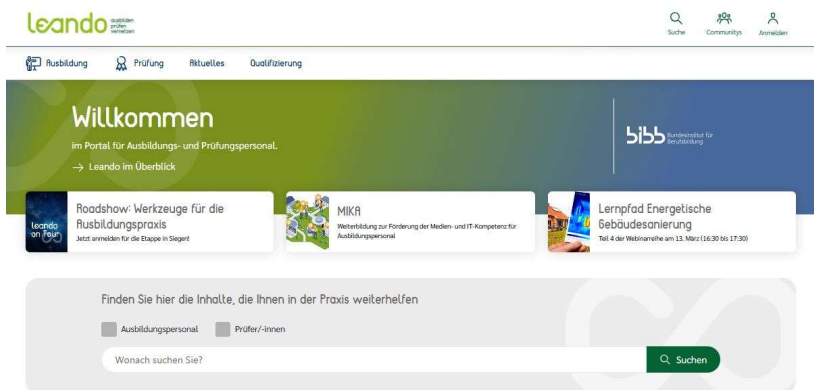 leando ausbilden
prüfen
vernetzen
Suche Communitys Anmelden
Ausbildung Prüfung Aktuelles Qualifizierung
Willkommen
im Portal für Ausbildungs- und Prüfungspersonal.
→ Leando im Überblick
bibb Bundesinstitut für
Berufsbildung
leando
on Tour
Roadshow: Werkzeuge für die
Ausbildungspraxis
Jetzt anmelden für die Etappe in Siegen!
MIKA
Weiterbildung zur Förderung der Medien- und IT-Kompetenz für
Ausbildungspersonal
Lernpfad Energetische
Gebäudesanierung
Teil 4 der Webinarreihe am 13. März (16:30 bis 17:30)
Finden Sie hier die Inhalte, die Ihnen in der Praxis weiterhelfen
Ausbildungspersonal Prüfer/-innen
Wonach suchen Sie? Suchen